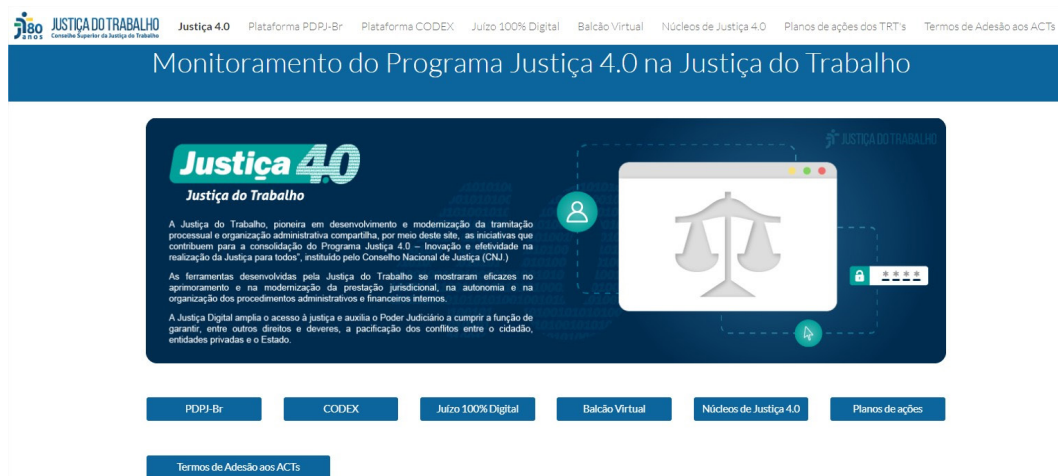 80 anos JUSTIÇA DO TRABALHO
Conselho Superior da Justiça do Trabalho
Justiça 4.0 Plataforma PDPJ-Br Plataforma CODEX Juízo 100% Digital Balcão Virtual Núcleos de Justiça 4.0 Planos de ações dos TRT's Termos de Adesão aos ACTs
Monitoramento do Programa Justiça 4.0 na Justiça do Trabalho
JUSTIÇA DO TRABALHO
Justiça 4.0
Justiça do Trabalho
A Justiça do Trabalho, pioneira em desenvolvimento e modernização da tramitação
processual e organização administrativa compartilha, por meio deste site, as iniciativas que
contribuem para a consolidação do Programa Justiça 4.0 – Inovação e efetividade na
realização da Justiça para todos", instituído pelo Conselho Nacional de Justiça (CNJ.)
As ferramentas desenvolvidas pela Justiça do Trabalho se mostraram eficazes no
aprimoramento e na modernização da prestação jurisdicional, na autonomia e na
organização dos procedimentos administrativos e financeiros internos.
A Justiça Digital amplia o acesso à justiça e auxilia o Poder Judiciário a cumprir a função de
garantir, entre outros direitos e deveres, a pacificação dos conflitos entre o cidadão,
entidades privadas e o Estado.
* * * *
PDPJ-Br CODEX Juízo 100% Digital Balcão Virtual Núcleos de Justiça 4.0 Planos de ações
Termos de Adesão aos ACTs